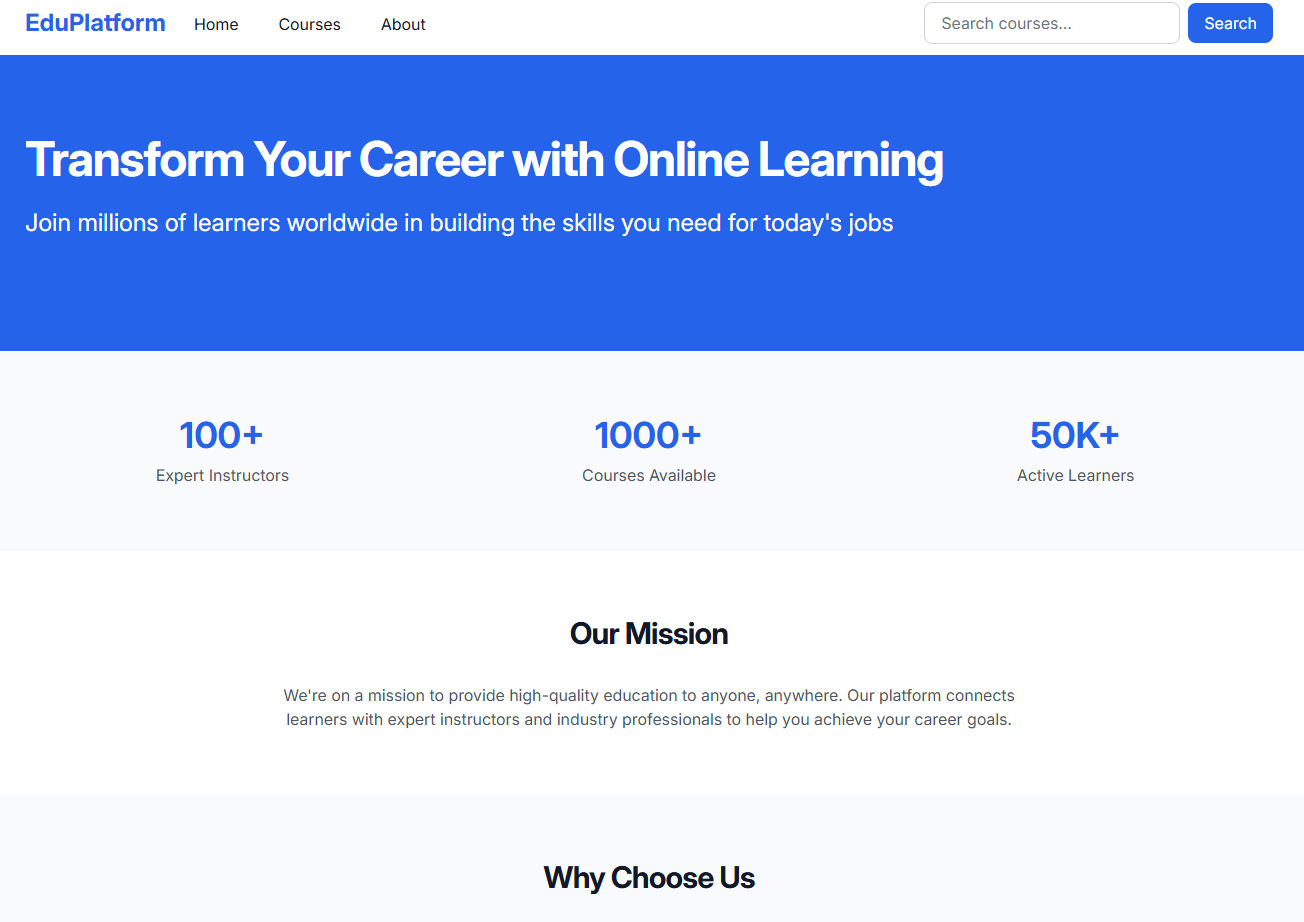 EduPlatform Home Courses About Search courses... Search
Transform Your Career with Online Learning
Join millions of learners worldwide in building the skills you need for today's jobs
100+ 1000+ 50K+
Expert Instructors Courses Available Active Learners
Our Mission
We're on a mission to provide high-quality education to anyone, anywhere. Our platform connects
learners with expert instructors and industry professionals to help you achieve your career goals.
Why Choose Us